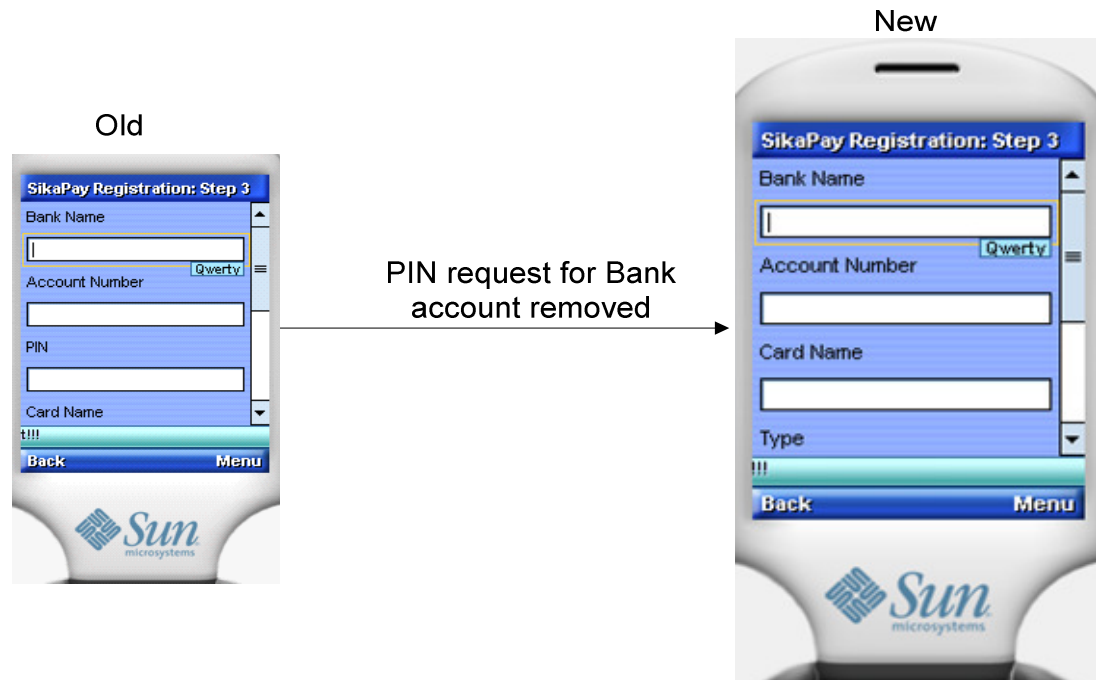 Old
SikaPay Registration: Step 3
Bank Name
Qwerty
Account Number
PIN
Card Name
t!!!
Back Menu
Sun
microsystems
PIN request for Bank
account removed
New
SikaPay Registration: Step 3
Bank Name
Qwerty
Account Number
Card Name
Type
!!!
Back Menu
Sun
microsystems